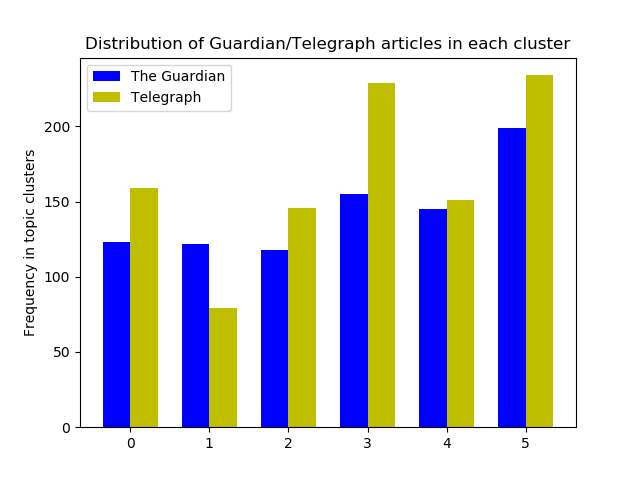 Distribution of Guardian/Telegraph articles in each cluster
The Guardian
Telegraph
Frequency in topic clusters
200
150
100
50
0
0 1 2 3 4 5